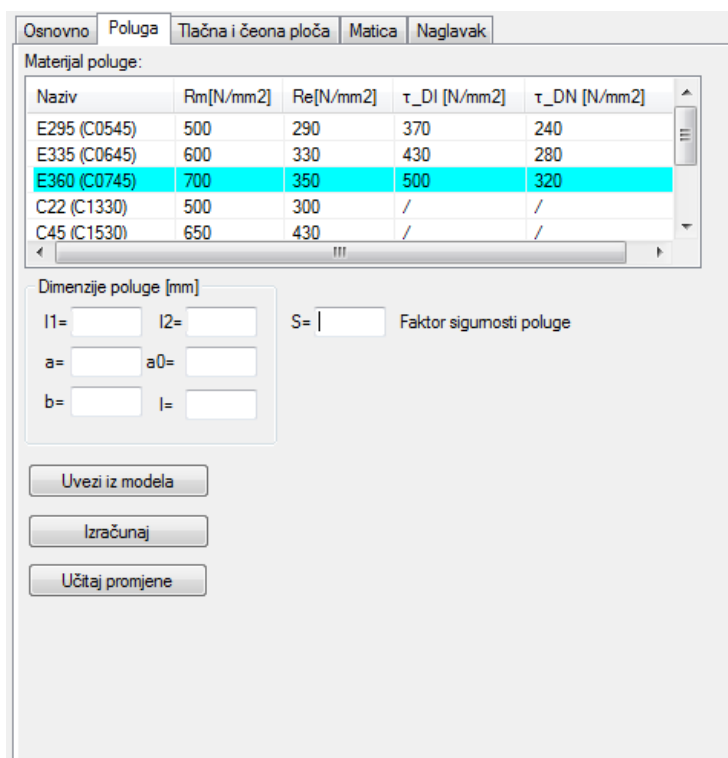 Osnovno Poluga Tlačna i čeona ploča Matica Naglavak
Materijal poluge:
Naziv Rm[N/mm2] Re[N/mm2] τ_DI [N/mm2] τ_DN [N/mm2]
E295 (C0545) 500 290 370 240
E335 (C0645) 600 330 430 280
E360 (C0745) 700 350 500 320
C22 (C1330) 500 300 / /
C45 (C1530) 650 430 / /
Dimenzije poluge [mm]
l1= l2= S= Faktor sigurnosti poluge
a= a0=
b= l=
Uvezi iz modela
Izračunaj
Učitaj promjene